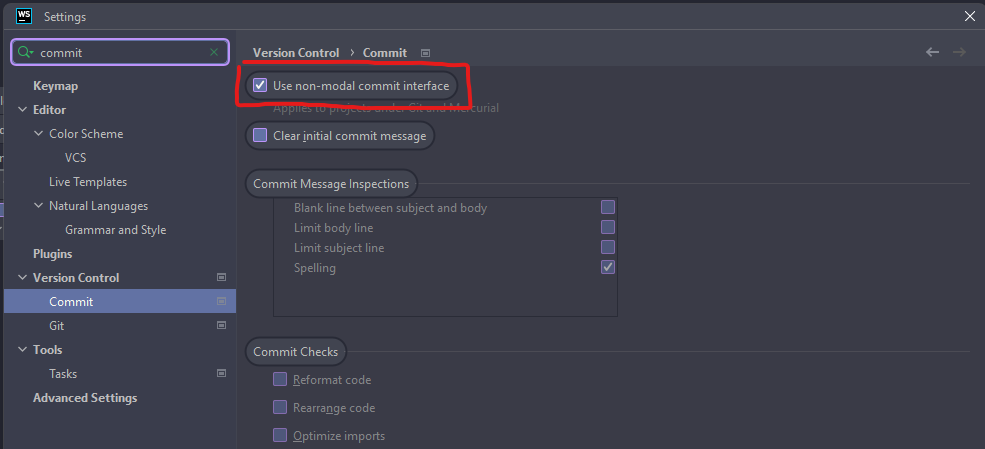 WS Settings
commit
Keymap
Editor
Color Scheme
VCS
Live Templates
Natural Languages
Grammar and Style
Plugins
Version Control
Commit
Git
Tools
Tasks
Advanced Settings
Version Control › Commit
Use non-modal commit interface
Applies to projects under Git and Mercurial
Clear initial commit message
Commit Message Inspections
Blank line between subject and body
Limit body line
Limit subject line
Spelling
Commit Checks
Reformat code
Rearrange code
Optimize imports